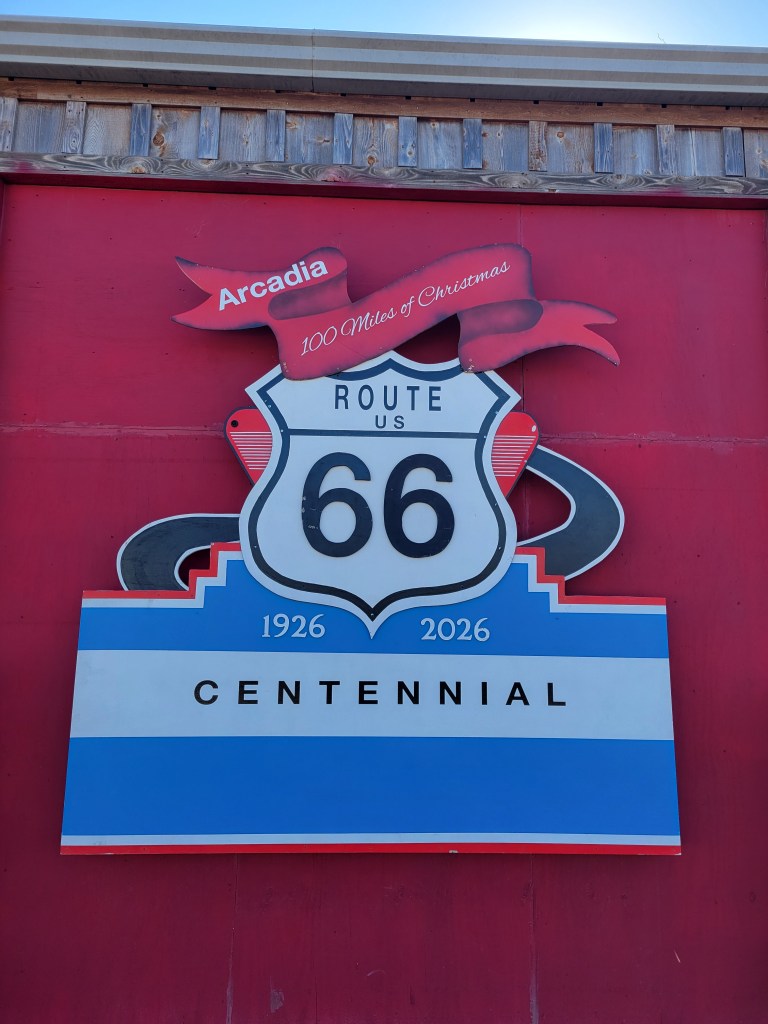 Arcadia
100 Miles of Christmas
ROUTE
US
66
1926 2026
CENTENNIAL